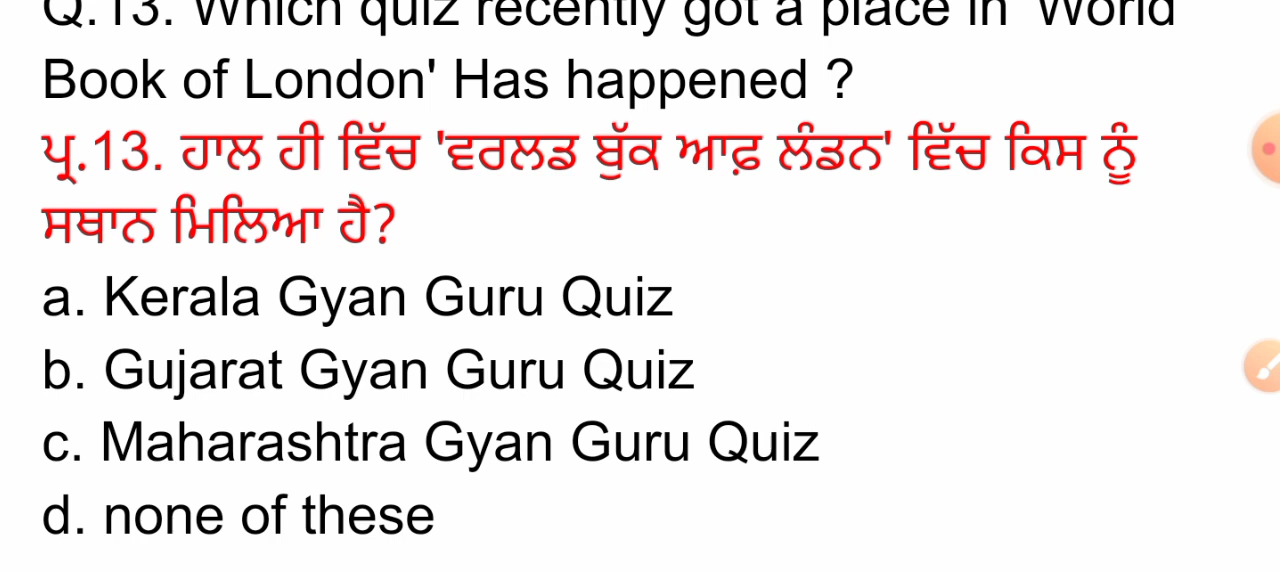 Q.13. Which quiz recently got a place in 'World
Book of London' Has happened ?
ਪ੍ਰ.13. ਹਾਲ ਹੀ ਵਿੱਚ 'ਵਰਲਡ ਬੁੱਕ ਆਫ਼ ਲੰਡਨ' ਵਿੱਚ ਕਿਸ ਨੂੰ
ਸਥਾਨ ਮਿਲਿਆ ਹੈ?
a. Kerala Gyan Guru Quiz
b. Gujarat Gyan Guru Quiz
c. Maharashtra Gyan Guru Quiz
d. none of these